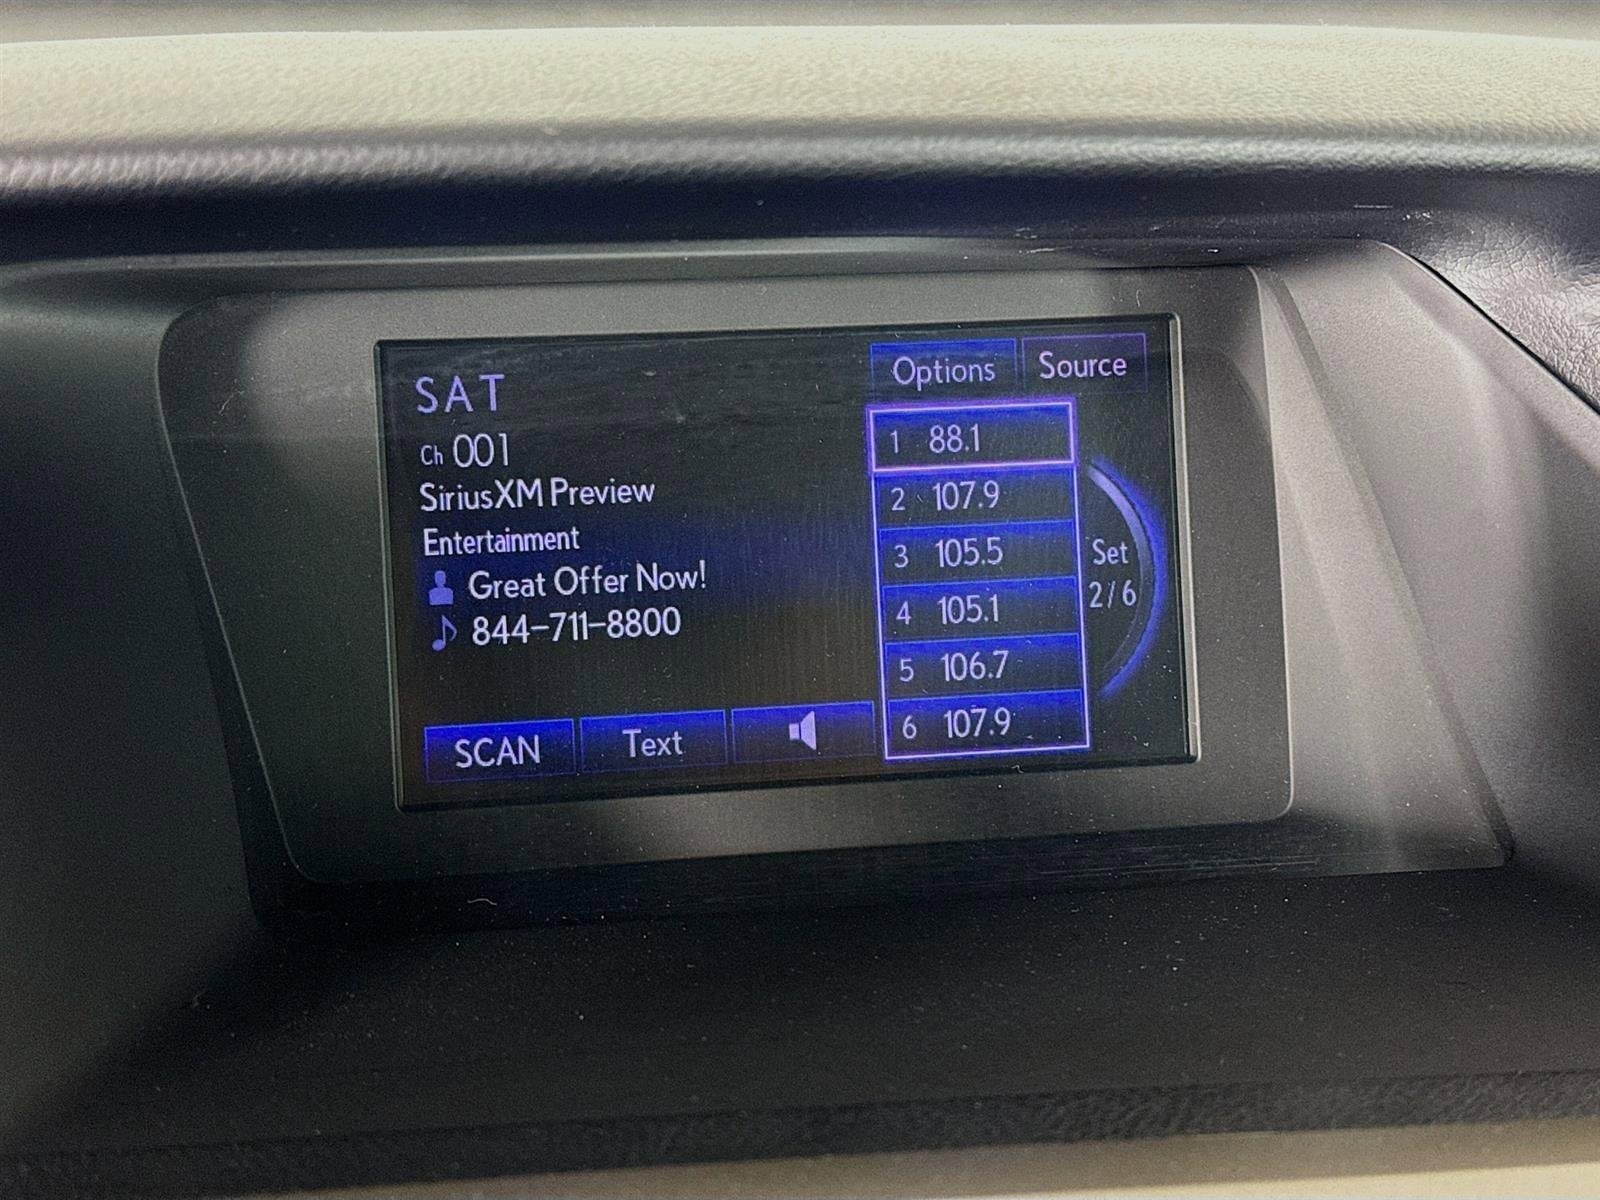 SAT
Ch 001
SiriusXM Preview
Entertainment
Great Offer Now!
844-711-8800
SCAN Text
Options Source
1 88.1
2 107.9
3 105.5
4 105.1
5 106.7
6 107.9
Set
2/6